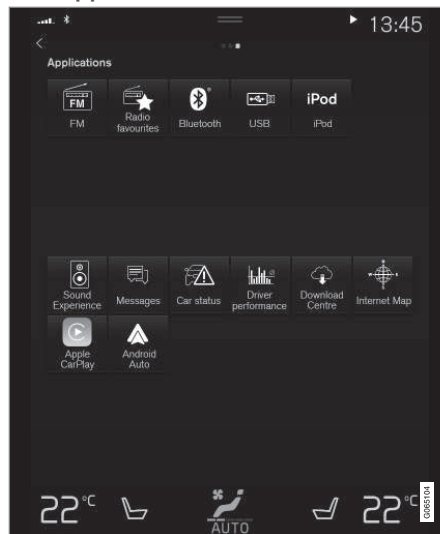 13:45
Applications
FM
FM
Radio
favourites
Bluetooth
USB
iPod
iPod
Sound
Experience
Messages
Car status
Driver
performance
Download
Centre
Internet Map
Apple
CarPlay
Android
Auto
22°C
AUTO
22°C
G065104